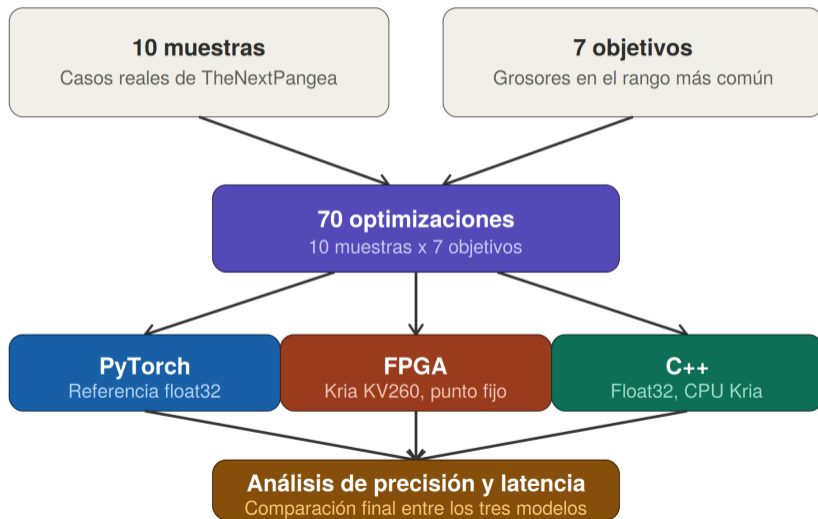 10 muestras
Casos reales de TheNextPangea
7 objetivos
Grosores en el rango más común
70 optimizaciones
10 muestras x 7 objetivos
PyTorch
Referencia float32
FPGA
Kria KV260, punto fijo
C++
Float32, CPU Kria
Análisis de precisión y latencia
Comparación final entre los tres modelos